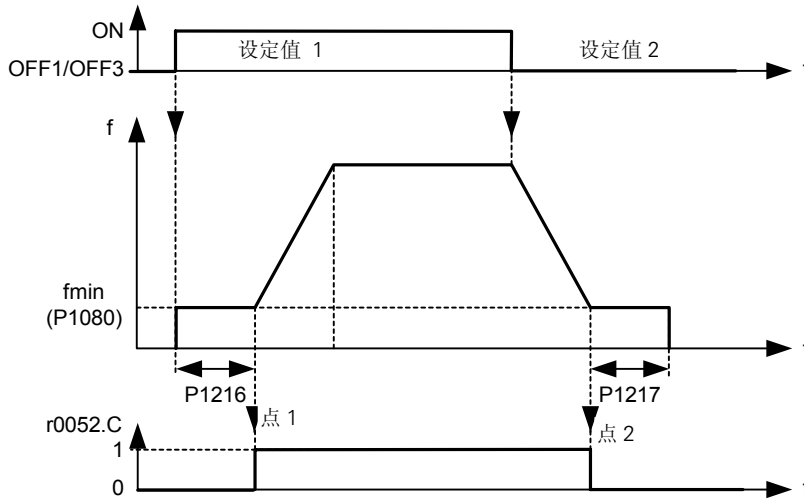 ON
设定值 1
设定值 2
OFF1/OFF3
f
fmin
(P1080)
P1216
P1217
r0052.C
点 1
点 2
1
0